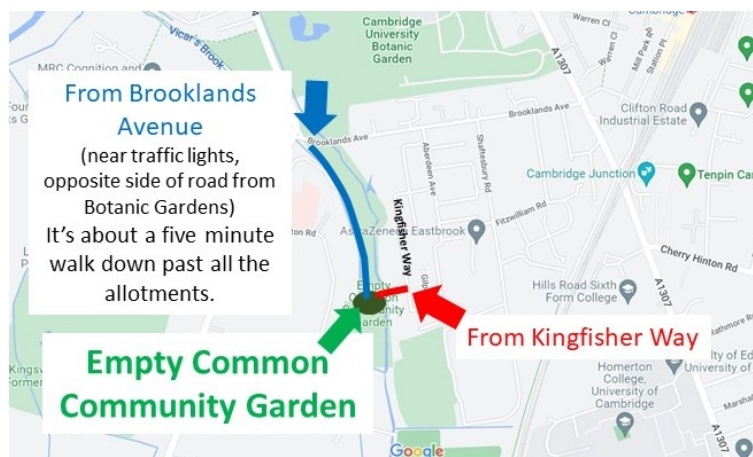 Vicar's Brook
Cambridge
University
Botanic
Garden
Warren Cl
Warren Cl
Mill Park
Station Pl
A1307
MRC Cognition and
From Brooklands
Avenue
(near traffic lights,
opposite side of road from
Botanic Gardens)
It's about a five minute
walk down past all the
allotments.
Brooklands Ave
Brooklands Ave
Aberdeen Ave
Shaftesbury Rd
Clifton Road
Industrial Estate
Cambridge Junction
Tenpin
Fitzwilliam Rd
AstraZeneca Eastbrook
Kingfisher Way
Cherry Hinton Rd
A1307
Hills Road Sixth
Form College
From Kingfisher Way
Empty Common
Community Garden
Homerton
College,
University of
Cambridge
A1307
Google